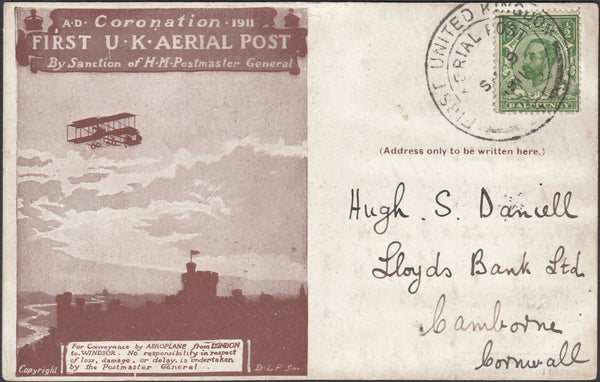 A·D· Coronation · 1911
FIRST U·K·AERIAL POST
By Sanction of H·M·Postmaster General
FIRST UNITED KINGDOM
AERIAL POST
HALFPENNY
(Address only to be written here.)
Hugh . S. Daniell
Lloyds Bank Ltd
Camborne
Cornwall
For Conveyance by AEROPLANE from LONDON
to WINDSOR. No responsibility in respect
of loss, damage, or delay, is undertaken
by the Postmaster General.
Copyright